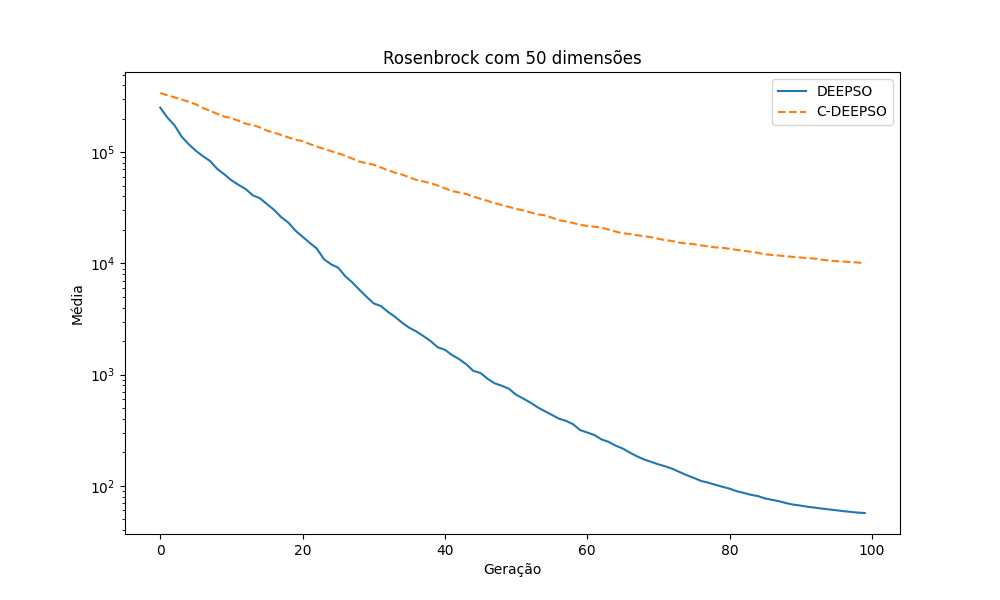 Rosenbrock com 50 dimensões
DEEPSO
C-DEEPSO
Média
10^5
10^4
10^3
10^2
0 20 40 60 80 100
Geração